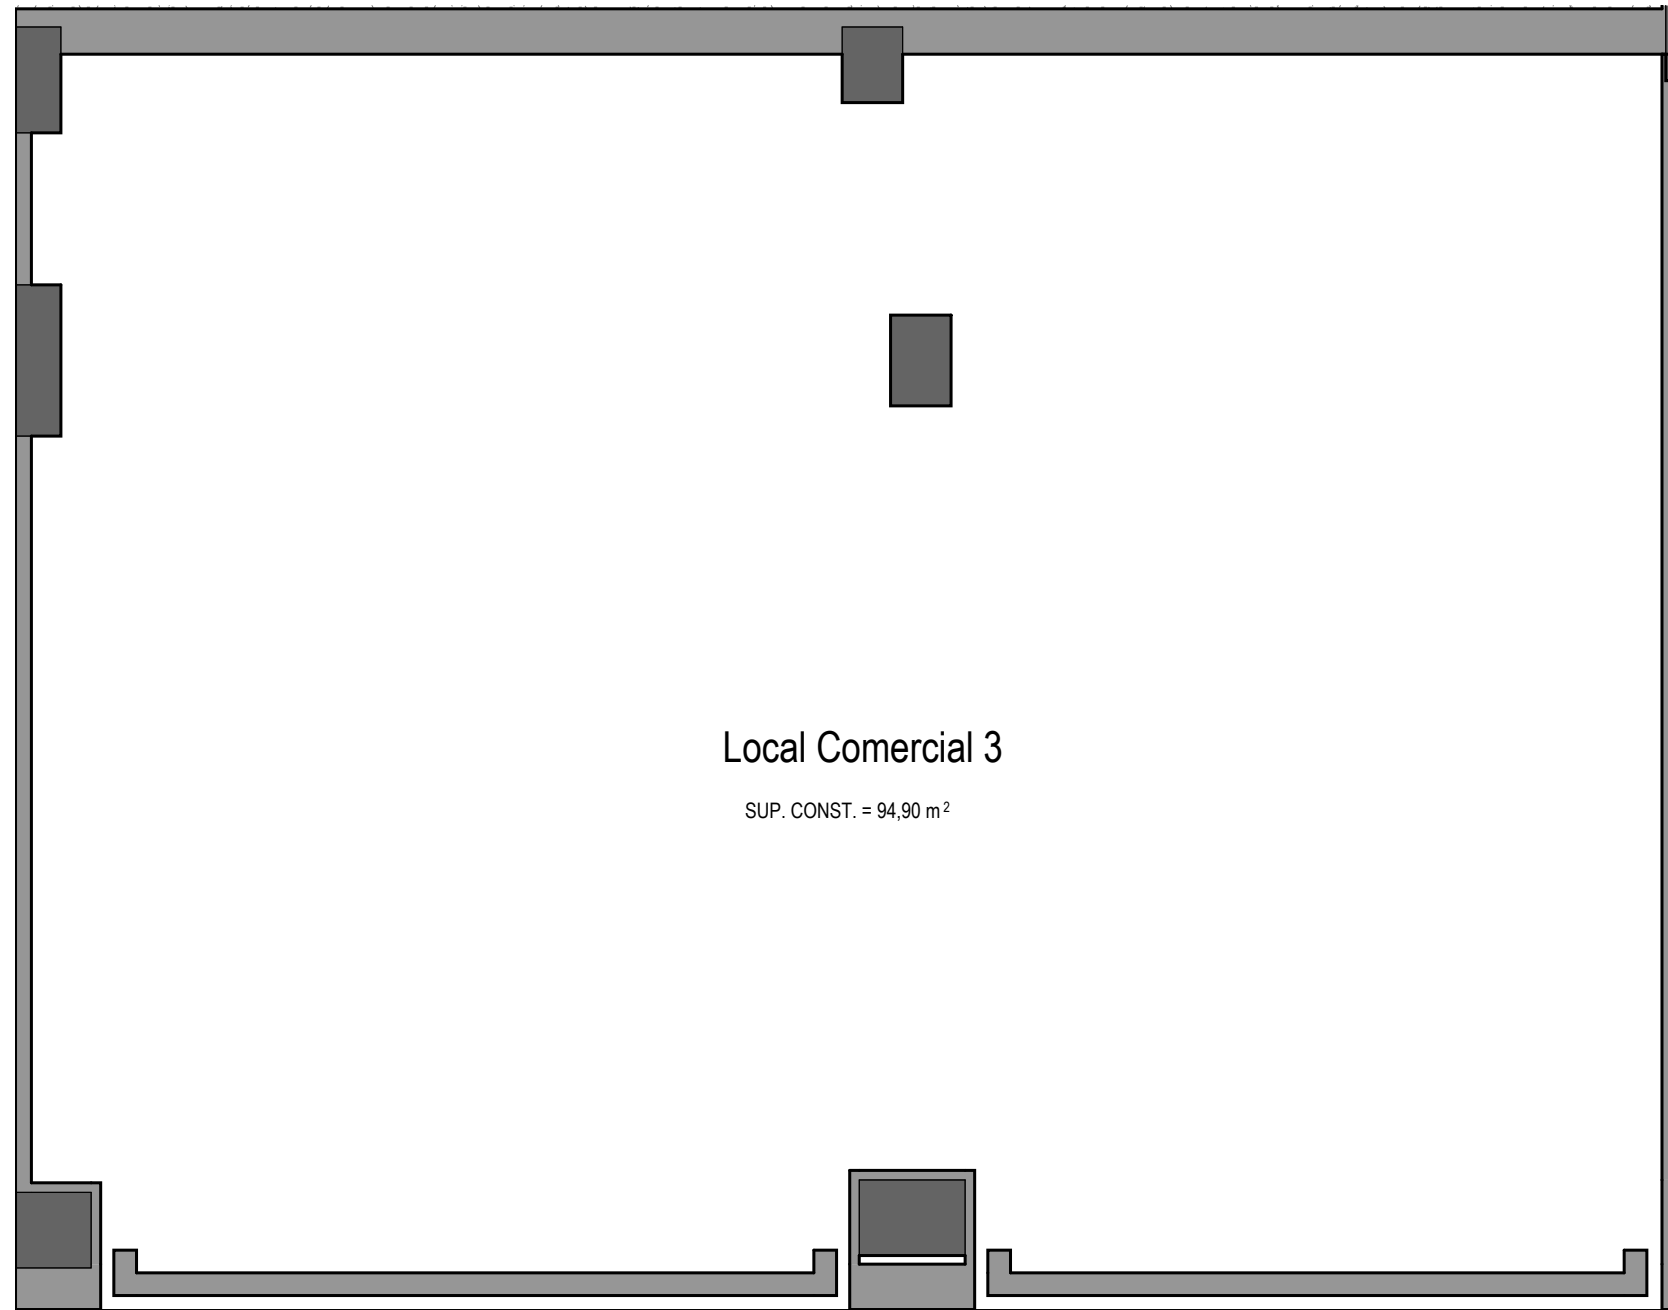 Local Comercial 3
SUP. CONST. = 94,90 m²